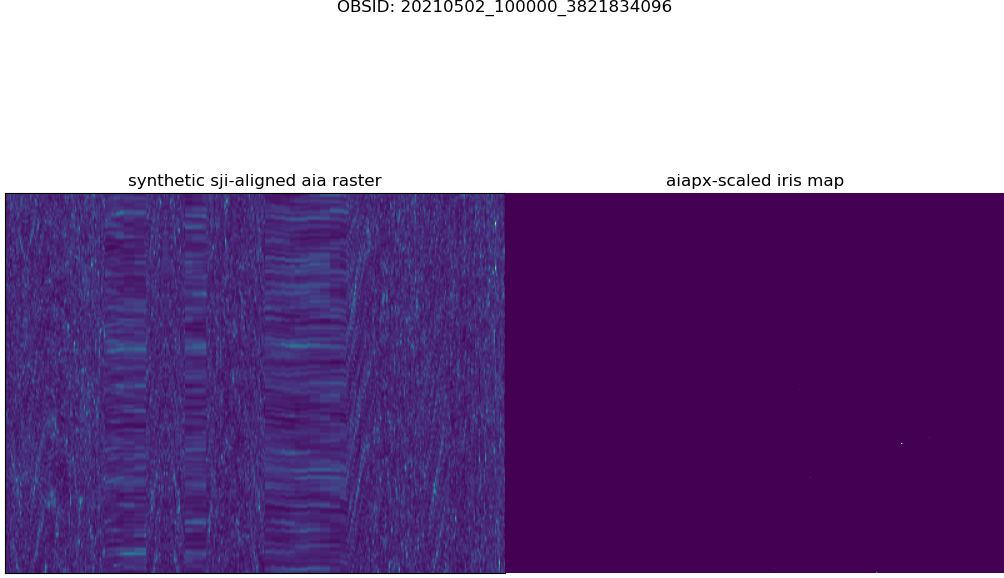 OBSID: 20210502_100000_3821834096
synthetic sji-aligned aia raster
aiapx-scaled iris map